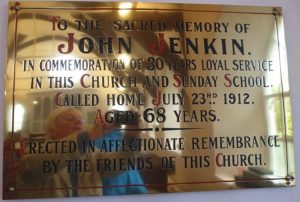 To the sacred memory of
John Jenkin.
in commemoration of 30 years loyal service
in this Church and Sunday School.
Called Home July 23rd 1912.
Aged 68 years.
Erected in affectionate remembrance
by the friends of this Church.